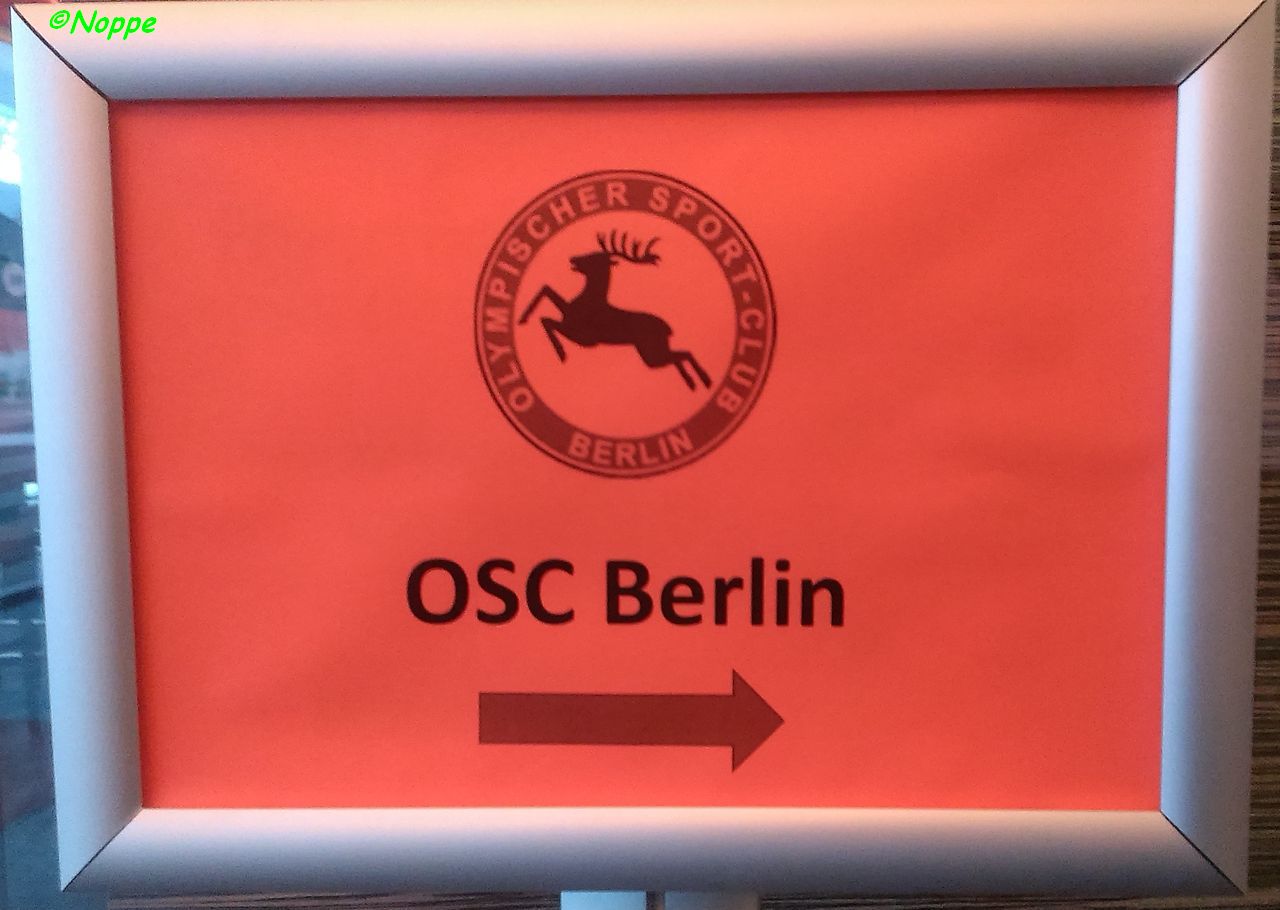 ©Noppe
OLYMPISCHER SPORT-CLUB
BERLIN
OSC Berlin